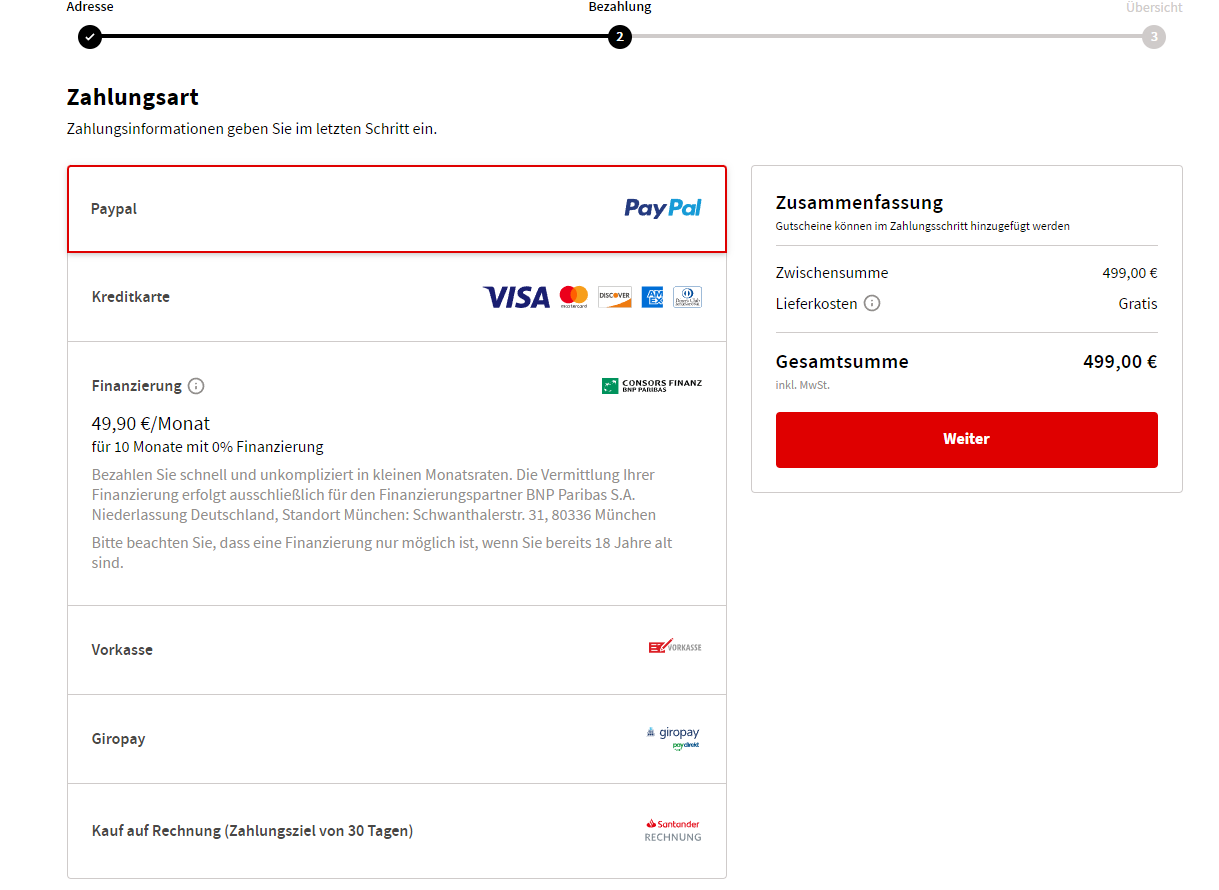 Adresse
Bezahlung
Übersicht
2
3
Zahlungsart
Zahlungsinformationen geben Sie im letzten Schritt ein.
Paypal
PayPal
Kreditkarte
VISA
mastercard
DISCOVER
AM
EX
Diners Club
Finanzierung
CONSORS FINANZ
BNP PARIBAS
49,90 €/Monat
für 10 Monate mit 0% Finanzierung
Bezahlen Sie schnell und unkompliziert in kleinen Monatsraten. Die Vermittlung Ihrer
Finanzierung erfolgt ausschließlich für den Finanzierungspartner BNP Paribas S.A.
Niederlassung Deutschland, Standort München: Schwanthalerstr. 31, 80336 München
Bitte beachten Sie, dass eine Finanzierung nur möglich ist, wenn Sie bereits 18 Jahre alt
sind.
Vorkasse
VORKASSE
Giropay
giropay
paydirekt
Kauf auf Rechnung (Zahlungsziel von 30 Tagen)
Santander
RECHNUNG
Zusammenfassung
Gutscheine können im Zahlungsschritt hinzugefügt werden
Zwischensumme 499,00 €
Lieferkosten Gratis
Gesamtsumme 499,00 €
inkl. MwSt.
Weiter